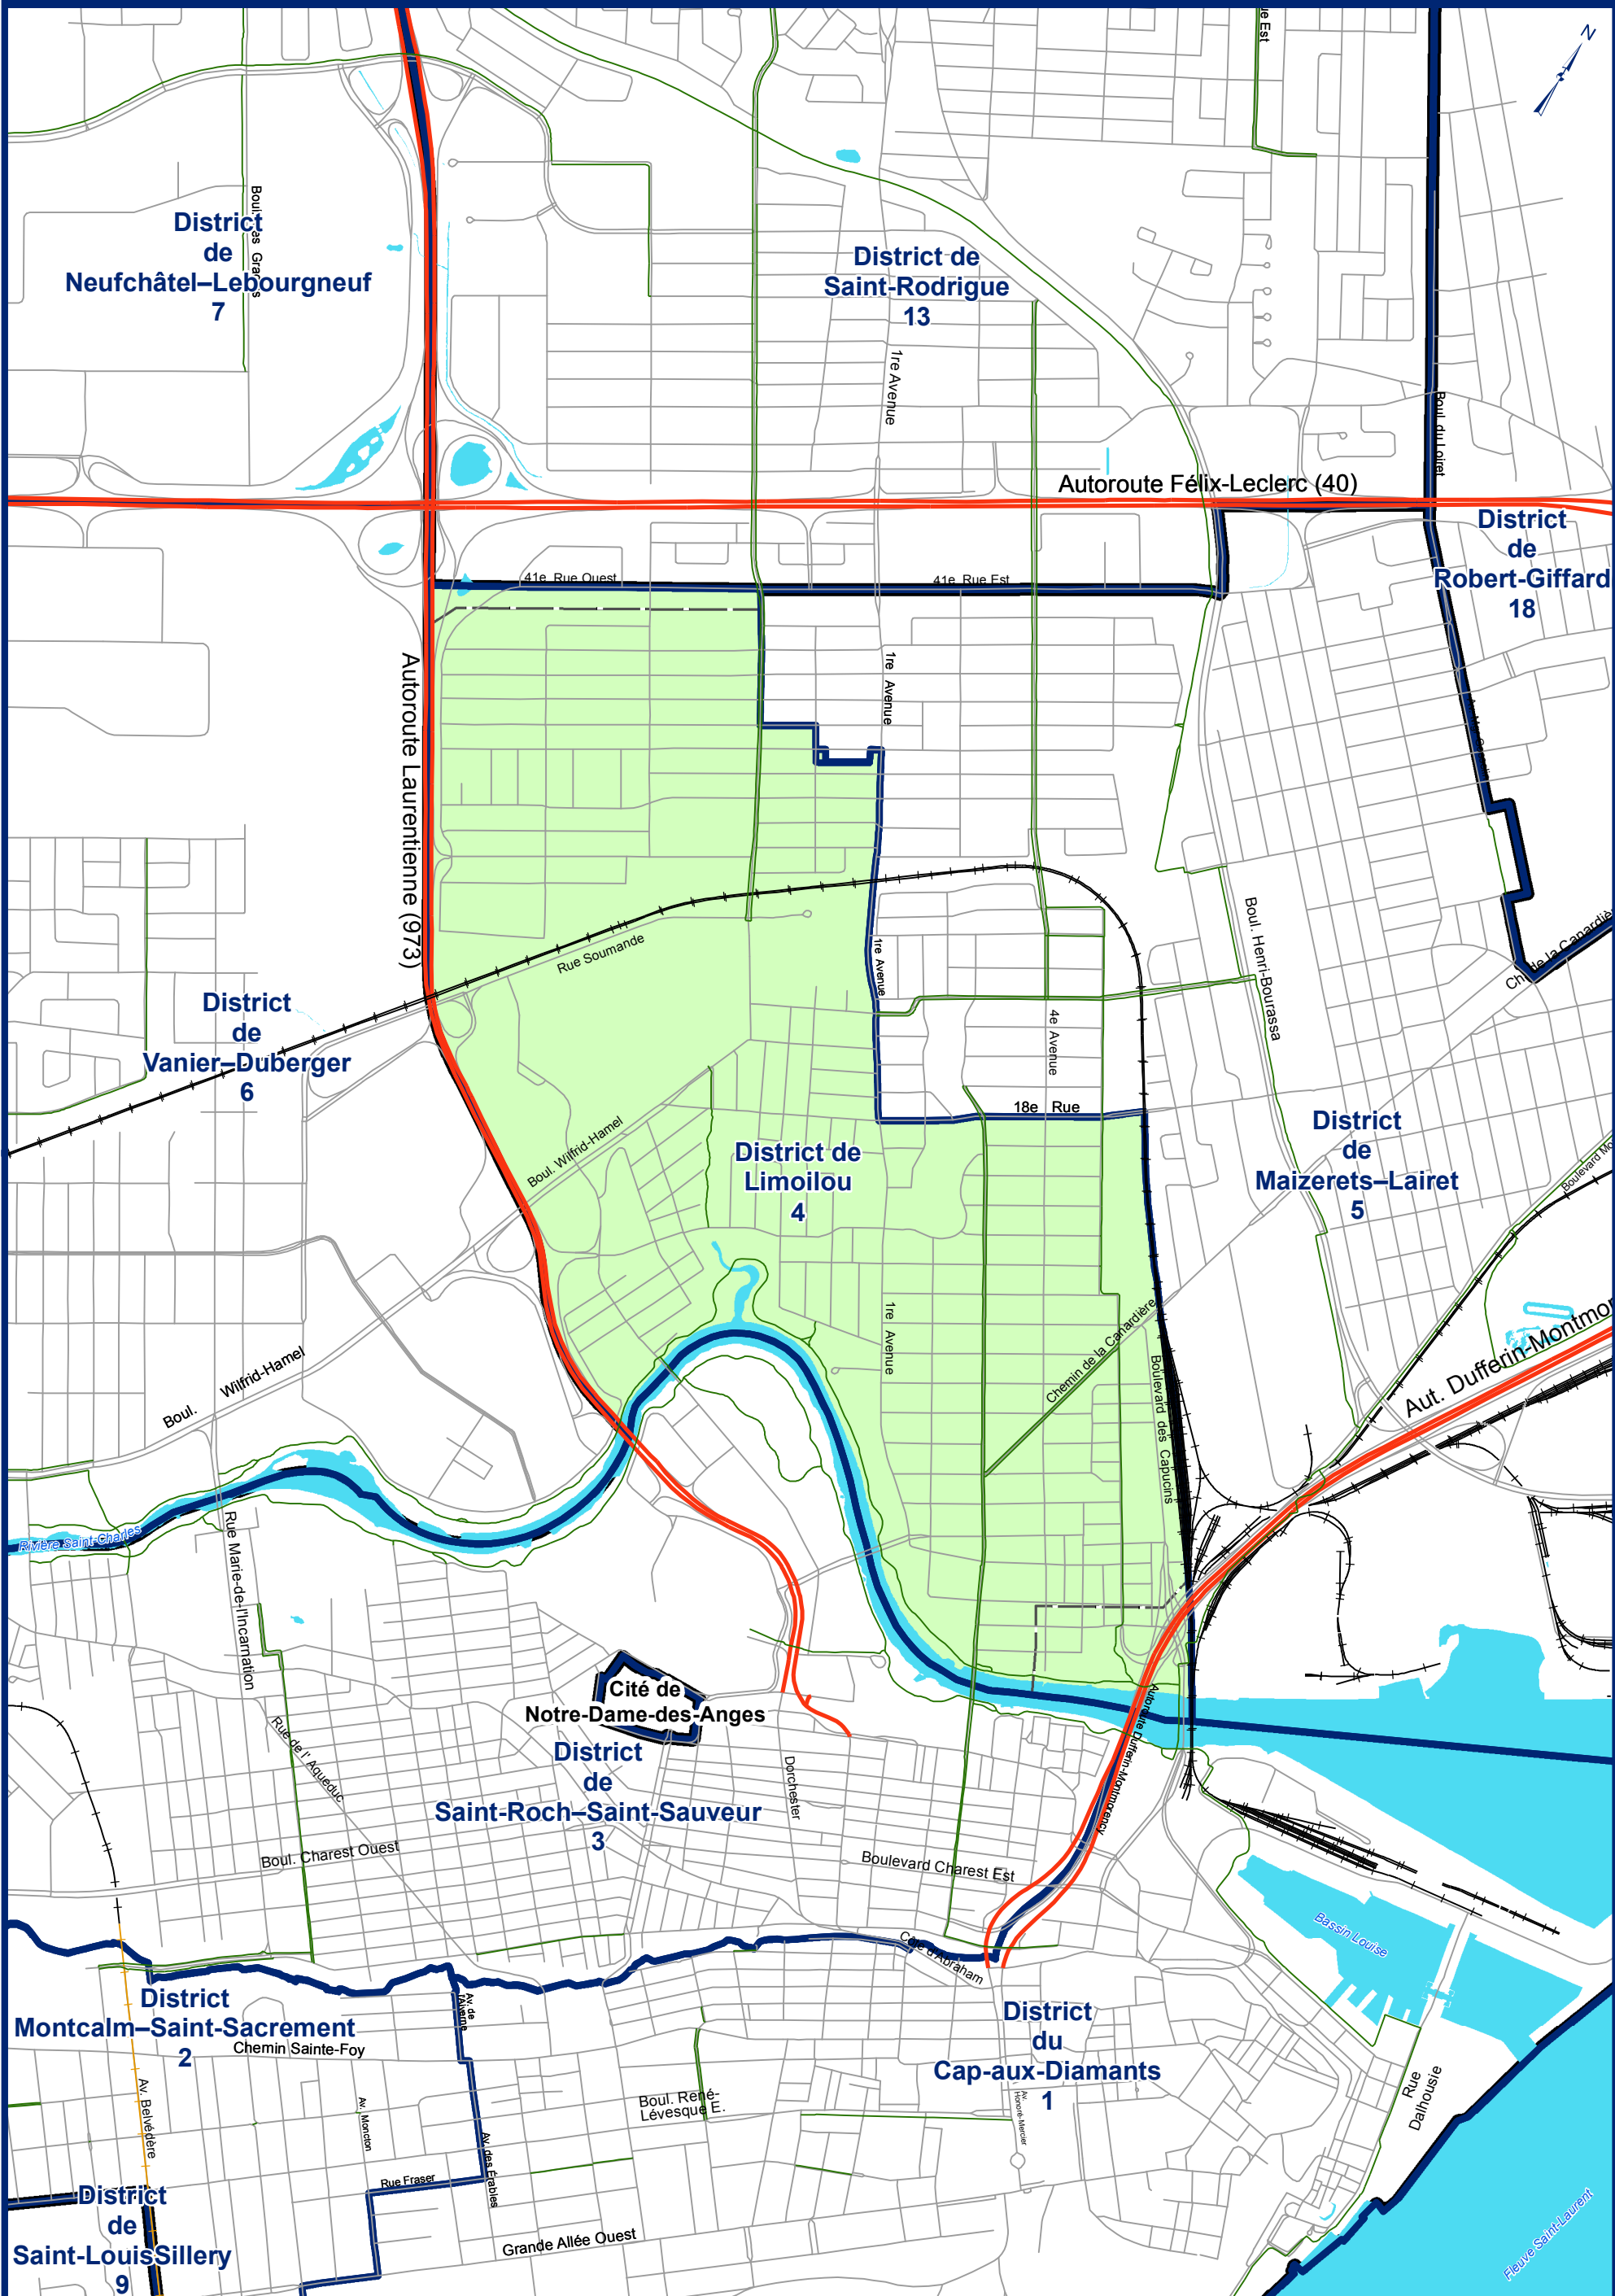 N
District
de
Neufchâtel–Lebourgneuf
7
District de
Saint-Rodrigue
13
1re Avenue
Boul. du Loiret
Autoroute Félix-Leclerc (40)
District
de
Robert-Giffard
18
41e Rue Ouest
41e Rue Est
Autoroute Laurentienne (973)
1re Avenue
Rue Soumande
1re Avenue
Boul. Henri-Bourassa
District
de
Vanier–Duberger
6
4e Avenue
18e Rue
Boul. Wilfrid-Hamel
District de
Limoilou
4
District
de
Maizerets–Lairet
5
1re Avenue
Chemin de la Canardière
Boulevard des Capucins
Aut. Dufferin-Montmor
Boul. Wilfrid-Hamel
Rivière Saint-Charles
Rue Marie-de-l'Incarnation
Cité de
Notre-Dame-des-Anges
District
de
Saint-Roch–Saint-Sauveur
3
Rue de l' Aqueduc
Dorchester
Autoroute Dufferin-Montmorency
Boul. Charest Ouest
Boulevard Charest Est
Côte d'Abraham
Bassin Louise
District
Montcalm–Saint-Sacrement
2
Chemin Sainte-Foy
District
du
Cap-aux-Diamants
1
Av. Belvédère
Av. Moncton
Boul. René-
Lévesque E.
Av. Honoré-Mercier
Rue
Dalhousie
Rue Fraser
Av. des Érables
District
de
Saint-LouisSillery
9
Grande Allée Ouest
Fleuve Saint-Laurent